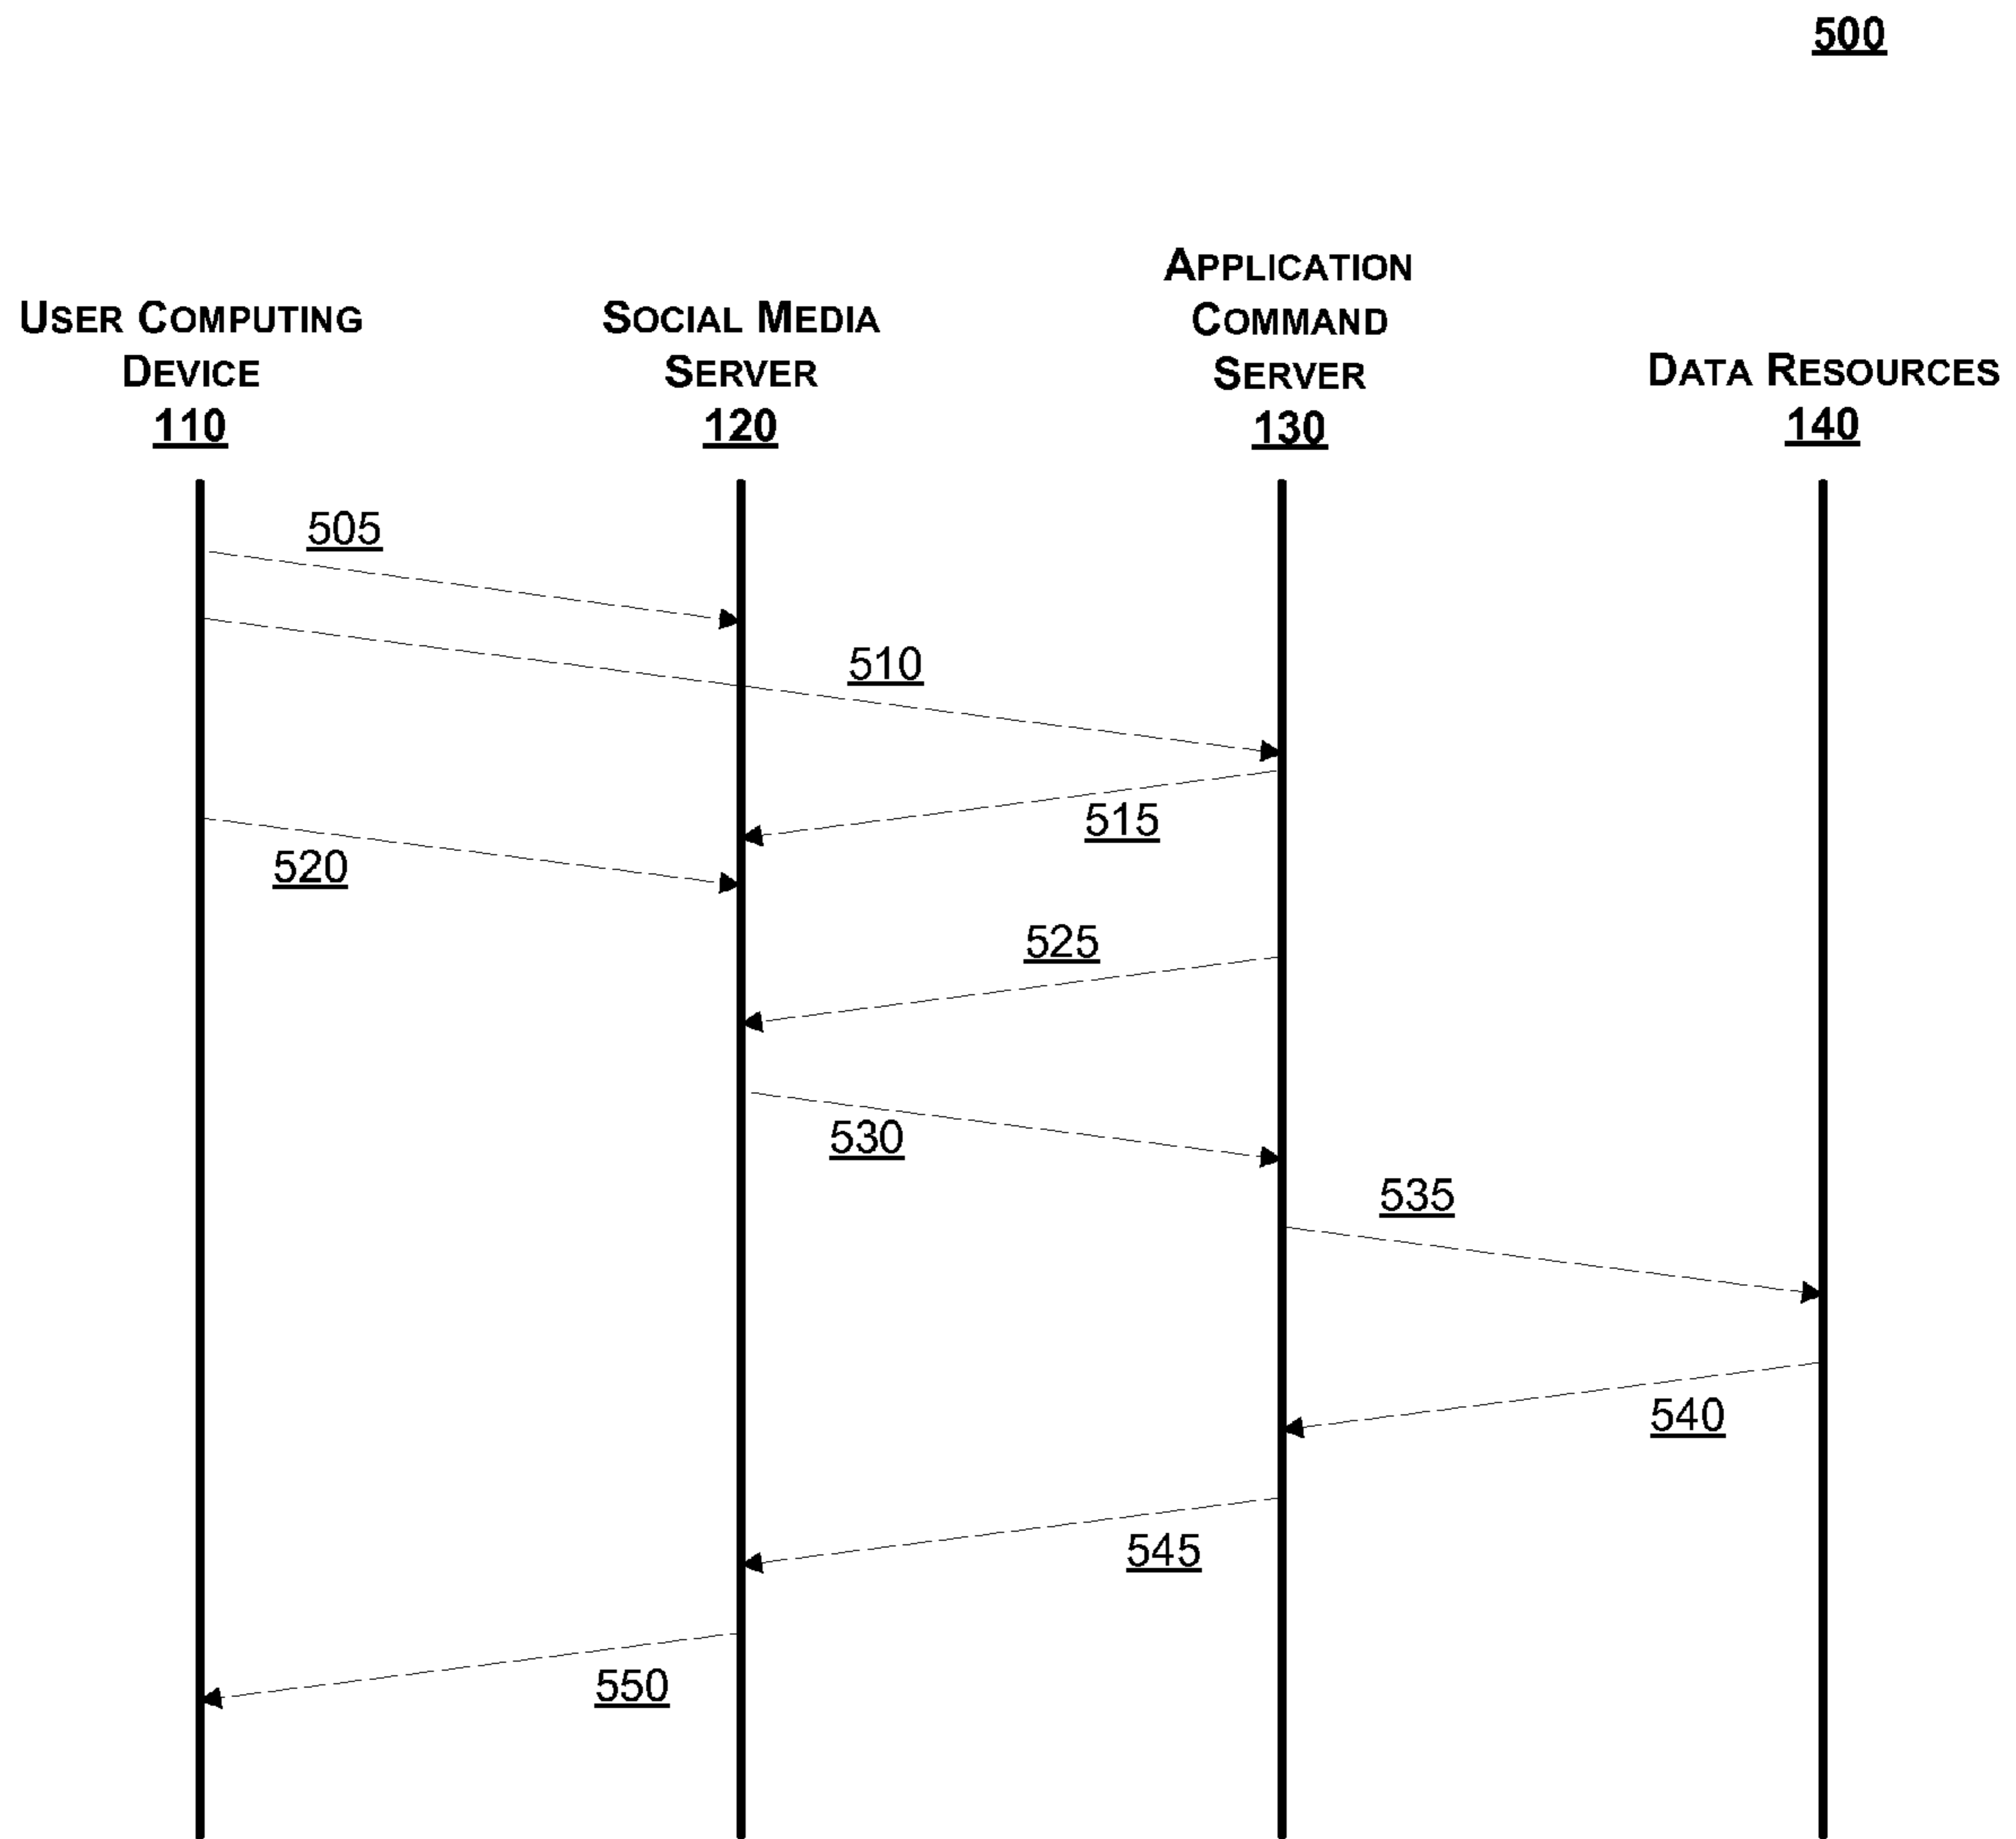 500
USER COMPUTING
DEVICE
110
SOCIAL MEDIA
SERVER
120
APPLICATION
COMMAND
SERVER
130
DATA RESOURCES
140
505
510
515
520
525
530
535
540
545
550